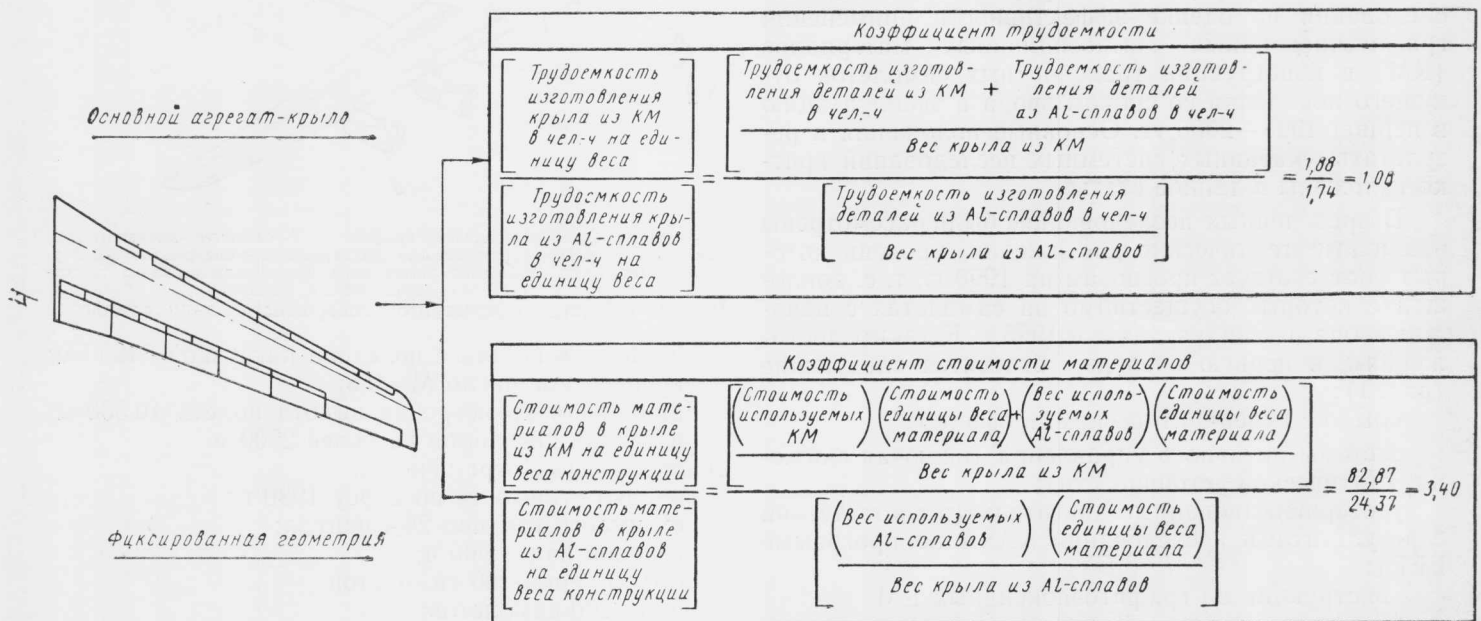 Основной агрегат-крыло
Фиксированная геометрия
Коэффициент трудоемкости
Трудоемкость
изготовления
крыла из КМ
в чел.-ч на еди-
ницу веса
Трудоемкость
изготовления кры-
ла из Al-сплавов
в чел-ч на
единицу веса
=
Трудоемкость изготов-
ления деталей из КМ
в чел.-ч
+
Трудоемкость изготов-
ления деталей
из Al-сплавов в чел-ч
Вес крыла из КМ
Трудоемкость изготовления
деталей из Al-сплавов в чел-ч
Вес крыла из Al-сплавов
= 1,88 / 1,74 = 1,08
Коэффициент стоимости материалов
Стоимость мате-
риалов в крыле
из КМ на единицу
веса конструкции
Стоимость мате-
риалов в крыле
из Al-сплавов
на единицу
веса конструкции
=
(Стоимость
используемых
КМ)
(Стоимость
единицы веса
материала)
+
(Вес исполь-
зуемых
Al-сплавов)
(Стоимость
единицы веса
материала)
Вес крыла из КМ
(Вес используемых
Al-сплавов)
(Стоимость
единицы веса
материала)
Вес крыла из Al-сплавов
= 82,87 / 24,37 = 3,40